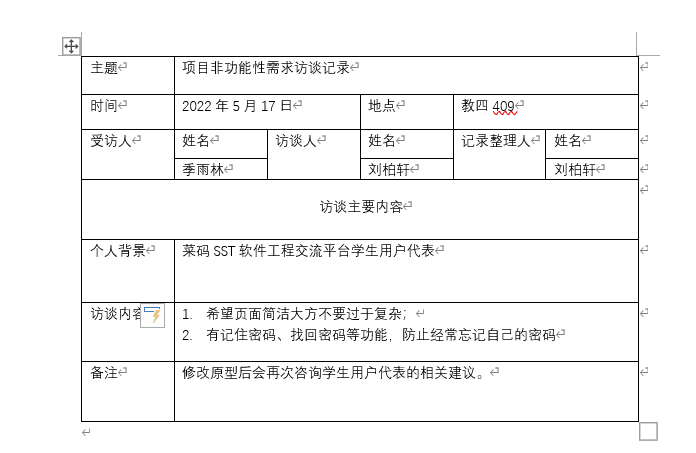 主题 项目非功能性需求访谈记录
时间 2022 年 5 月 17 日 地点 教四 409
受访人 姓名 访谈人 姓名 记录整理人 姓名
季雨林 刘柏轩 刘柏轩
访谈主要内容
个人背景 菜码 SST 软件工程交流平台学生用户代表
访谈内容 1. 希望页面简洁大方不要过于复杂；
2. 有记住密码、找回密码等功能，防止经常忘记自己的密码
备注 修改原型后会再次咨询学生用户代表的相关建议。